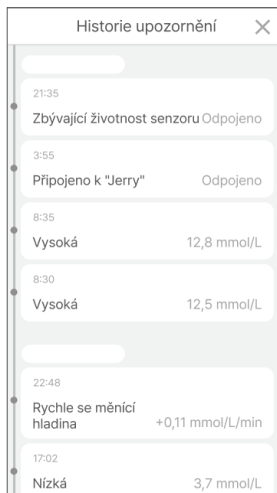 Historie upozornění
21:35
Zbývající životnost senzoru Odpojeno
3:55
Připojeno k "Jerry" Odpojeno
8:35
Vysoká 12,8 mmol/L
8:30
Vysoká 12,5 mmol/L
22:48
Rychle se měnící
hladina +0,11 mmol/L/min
17:02
Nízká 3,7 mmol/L